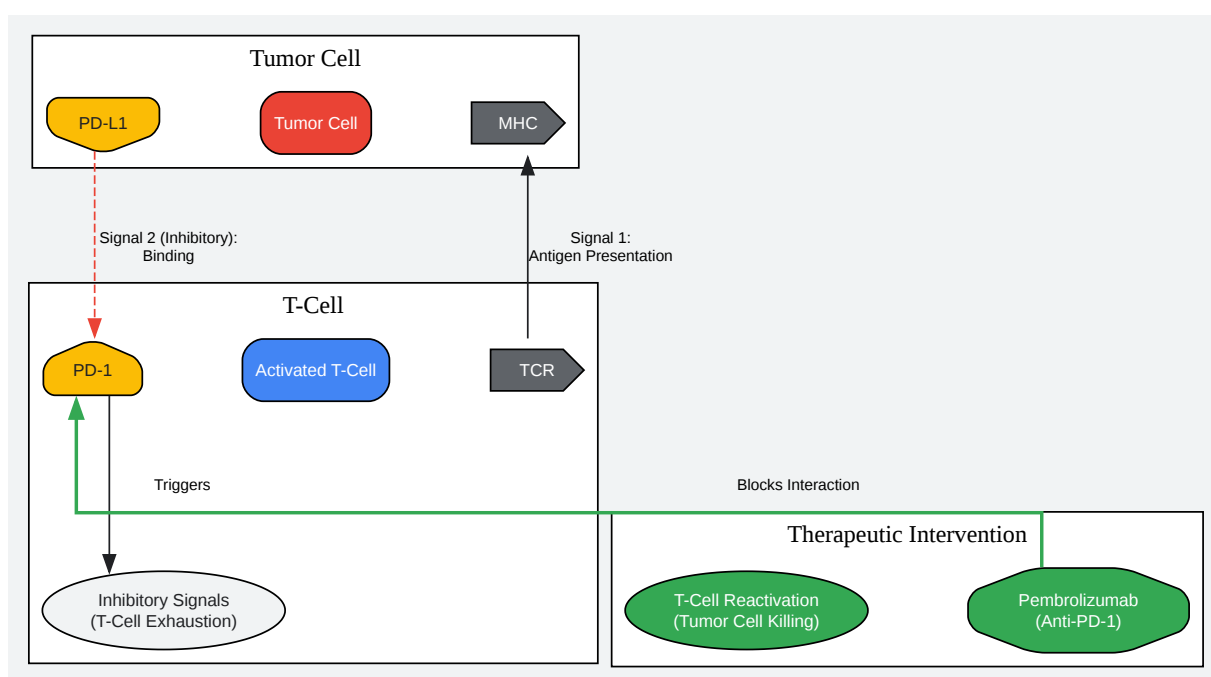 Tumor Cell
PD-L1
Tumor Cell
MHC
Signal 2 (Inhibitory):
Binding
Signal 1:
Antigen Presentation
T-Cell
PD-1
Activated T-Cell
TCR
Triggers
Blocks Interaction
Therapeutic Intervention
Inhibitory Signals
(T-Cell Exhaustion)
T-Cell Reactivation
(Tumor Cell Killing)
Pembrolizumab
(Anti-PD-1)